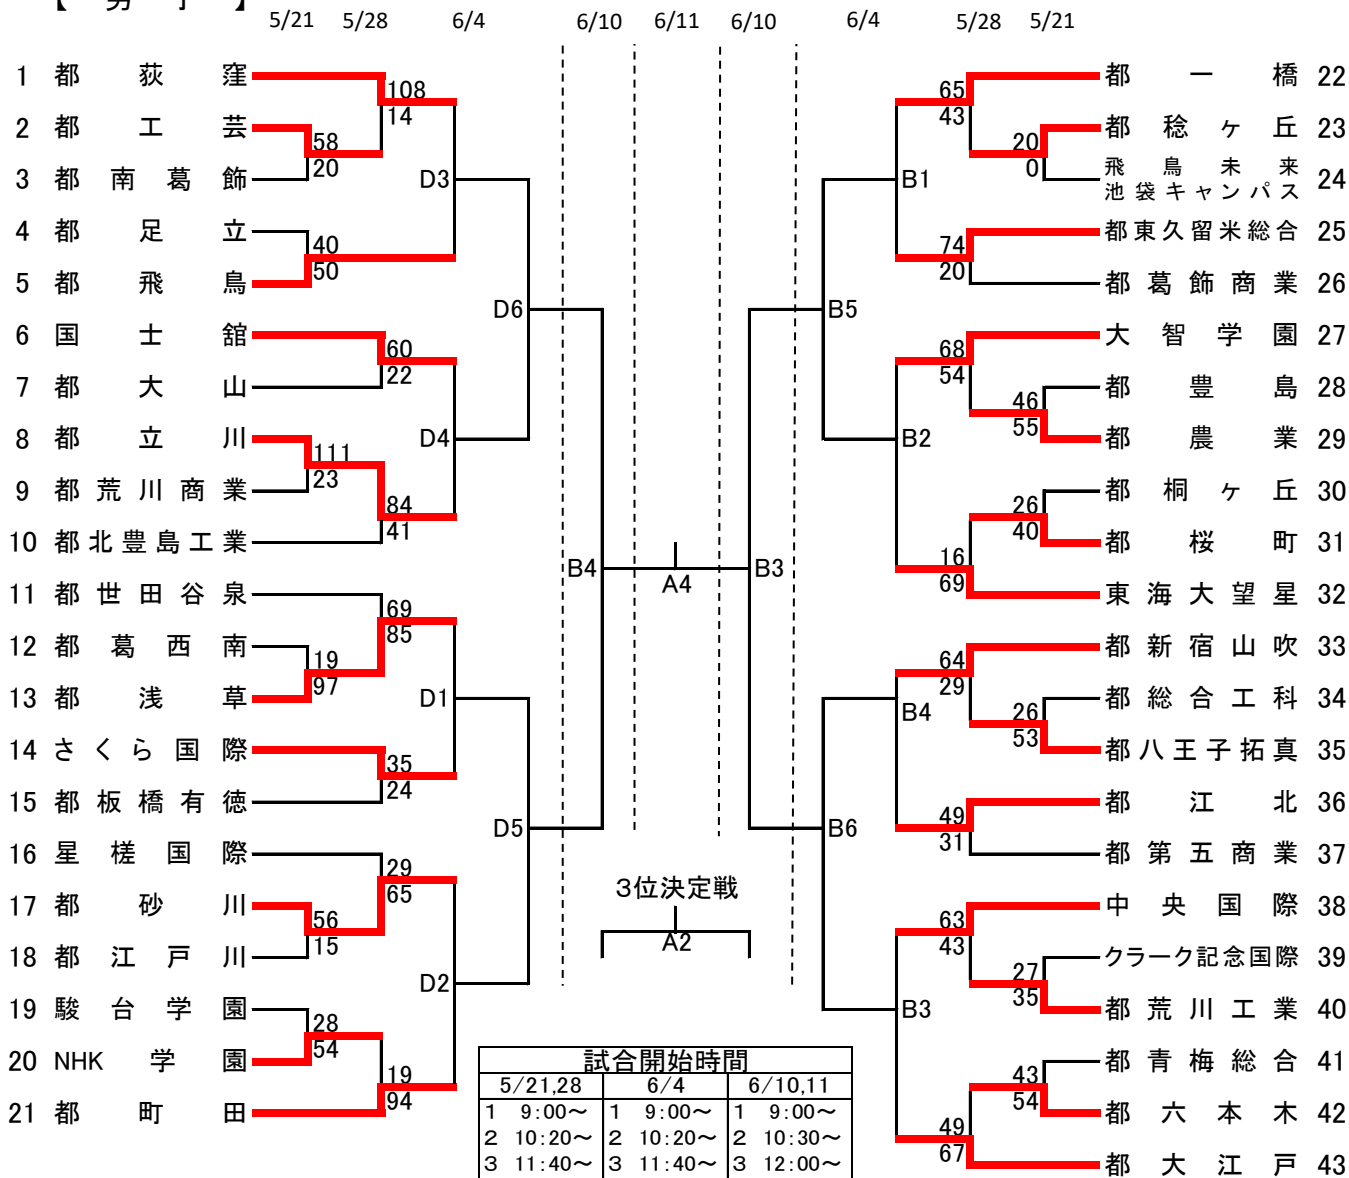 【 男 子 】
5/21 5/28 6/4 6/10 6/11 6/10 6/4 5/28 5/21
1 都荻窪
2 都工芸
3 都南葛飾
4 都足立
5 都飛鳥
6 国士舘
7 都大山
8 都立川
9 都荒川商業
10 都北豊島工業
11 都世田谷泉
12 都葛西南
13 都浅草
14 さくら国際
15 都板橋有徳
16 星槎国際
17 都砂川
18 都江戸川
19 駿台学園
20 NHK学園
21 都町田
108
14
58
20
40
50
60
22
111
23
84
41
69
85
19
97
35
24
29
65
56
15
28
54
19
94
D3
D4
D6
D1
D2
D5
B4
A4
B3
3位決定戦
A2
B1
B5
B2
B4
B6
B3
65
43
20
0
74
20
68
54
46
55
26
40
16
69
64
29
26
53
49
31
63
43
27
35
43
54
49
67
都一橋 22
都稔ヶ丘 23
飛鳥未来
池袋キャンパス 24
都東久留米総合 25
都葛飾商業 26
大智学園 27
都豊島 28
都農業 29
都桐ヶ丘 30
都桜町 31
東海大望星 32
都新宿山吹 33
都総合工科 34
都八王子拓真 35
都江北 36
都第五商業 37
中央国際 38
クラーク記念国際 39
都荒川工業 40
都青梅総合 41
都六本木 42
都大江戸 43
試合開始時間
5/21,28 6/4 6/10,11
1 9:00～ 1 9:00～ 1 9:00～
2 10:20～ 2 10:20～ 2 10:30～
3 11:40～ 3 11:40～ 3 12:00～